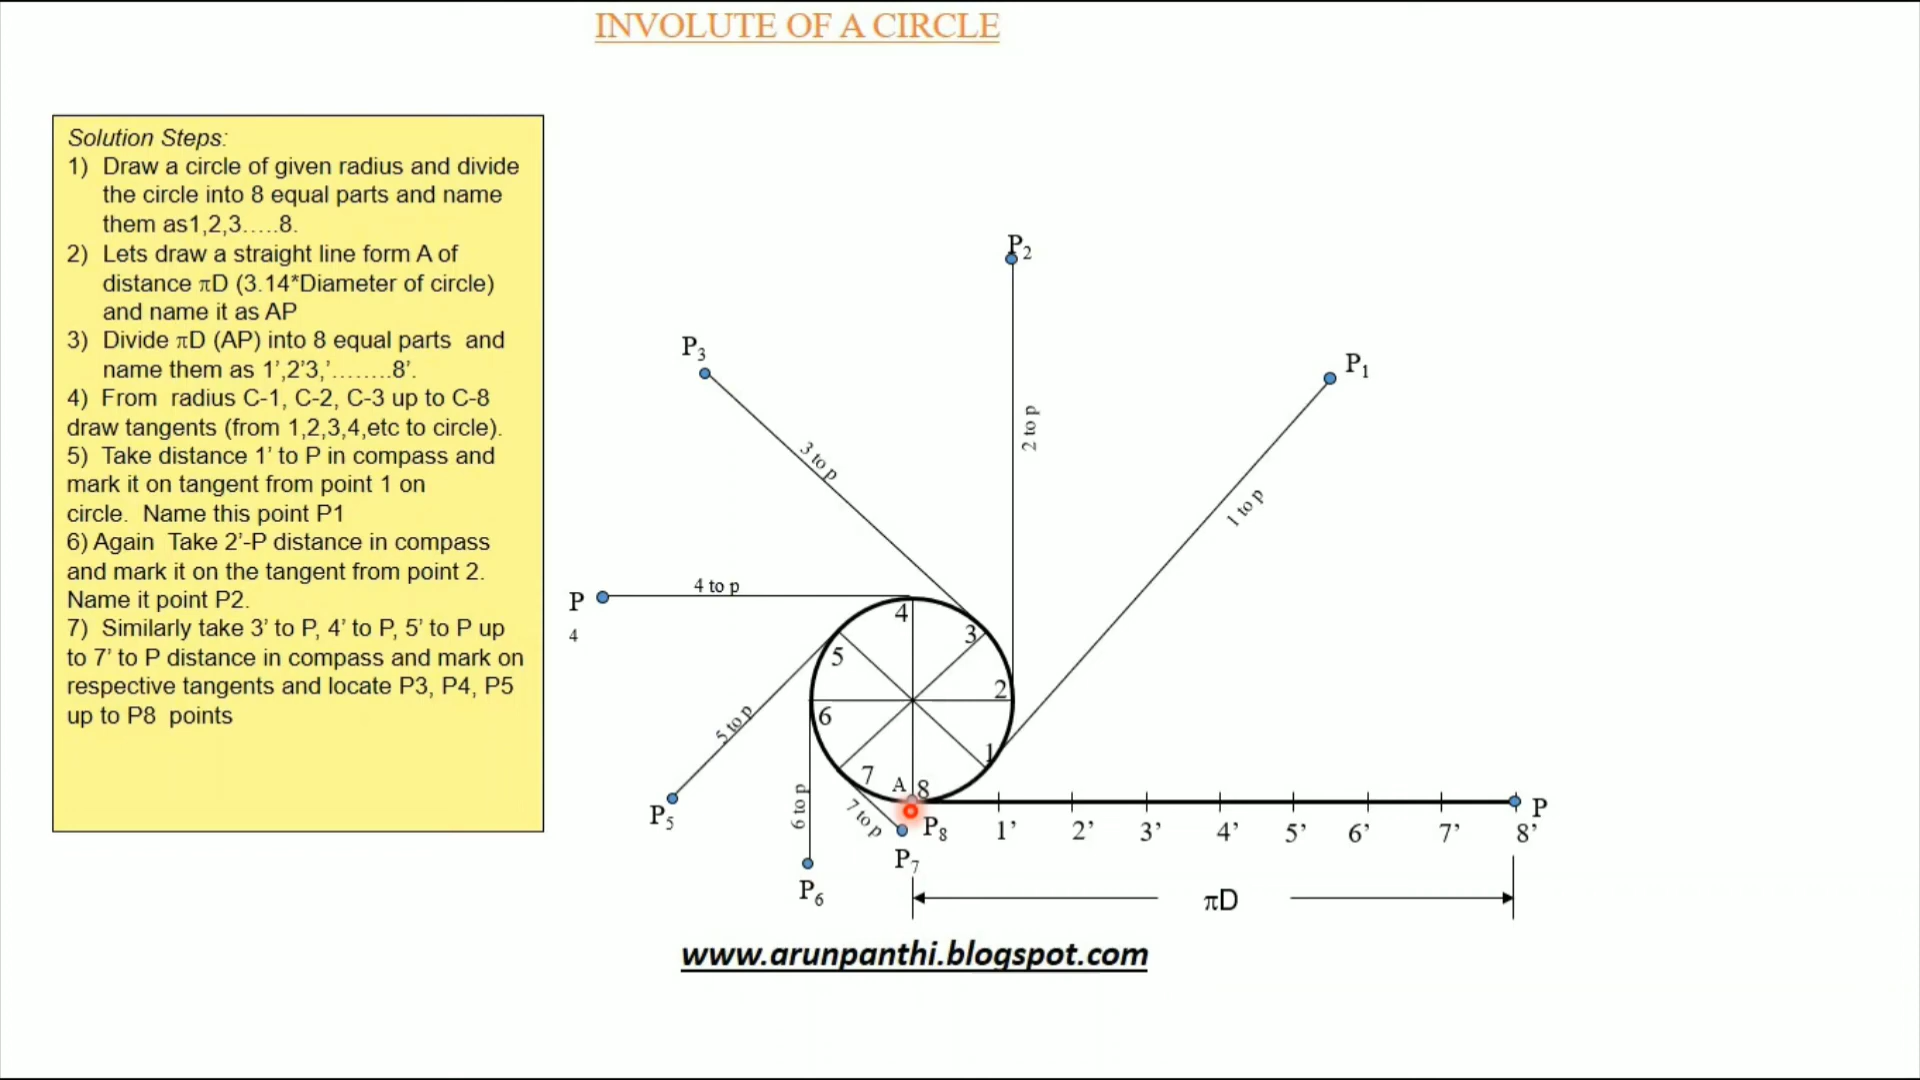 INVOLUTE OF A CIRCLE
Solution Steps:
1) Draw a circle of given radius and divide
the circle into 8 equal parts and name
them as1,2,3…..8.
2) Lets draw a straight line form A of
distance πD (3.14*Diameter of circle)
and name it as AP
3) Divide πD (AP) into 8 equal parts and
name them as 1’,2’3,’……..8’.
4) From radius C-1, C-2, C-3 up to C-8
draw tangents (from 1,2,3,4,etc to circle).
5) Take distance 1’ to P in compass and
mark it on tangent from point 1 on
circle. Name this point P1
6) Again Take 2’-P distance in compass
and mark it on the tangent from point 2.
Name it point P2.
7) Similarly take 3’ to P, 4’ to P, 5’ to P up
to 7’ to P distance in compass and mark on
respective tangents and locate P3, P4, P5
up to P8 points
P2
P3
P1
2 to p
3 to p
1 to p
4 to p
P
4
4
3
5
2
6
5 to p
1
7
A 8
6 to p
7 to p
P5
P8
P
1’ 2’ 3’ 4’ 5’ 6’ 7’ 8’
P7
P6
πD
www.arunpanthi.blogspot.com